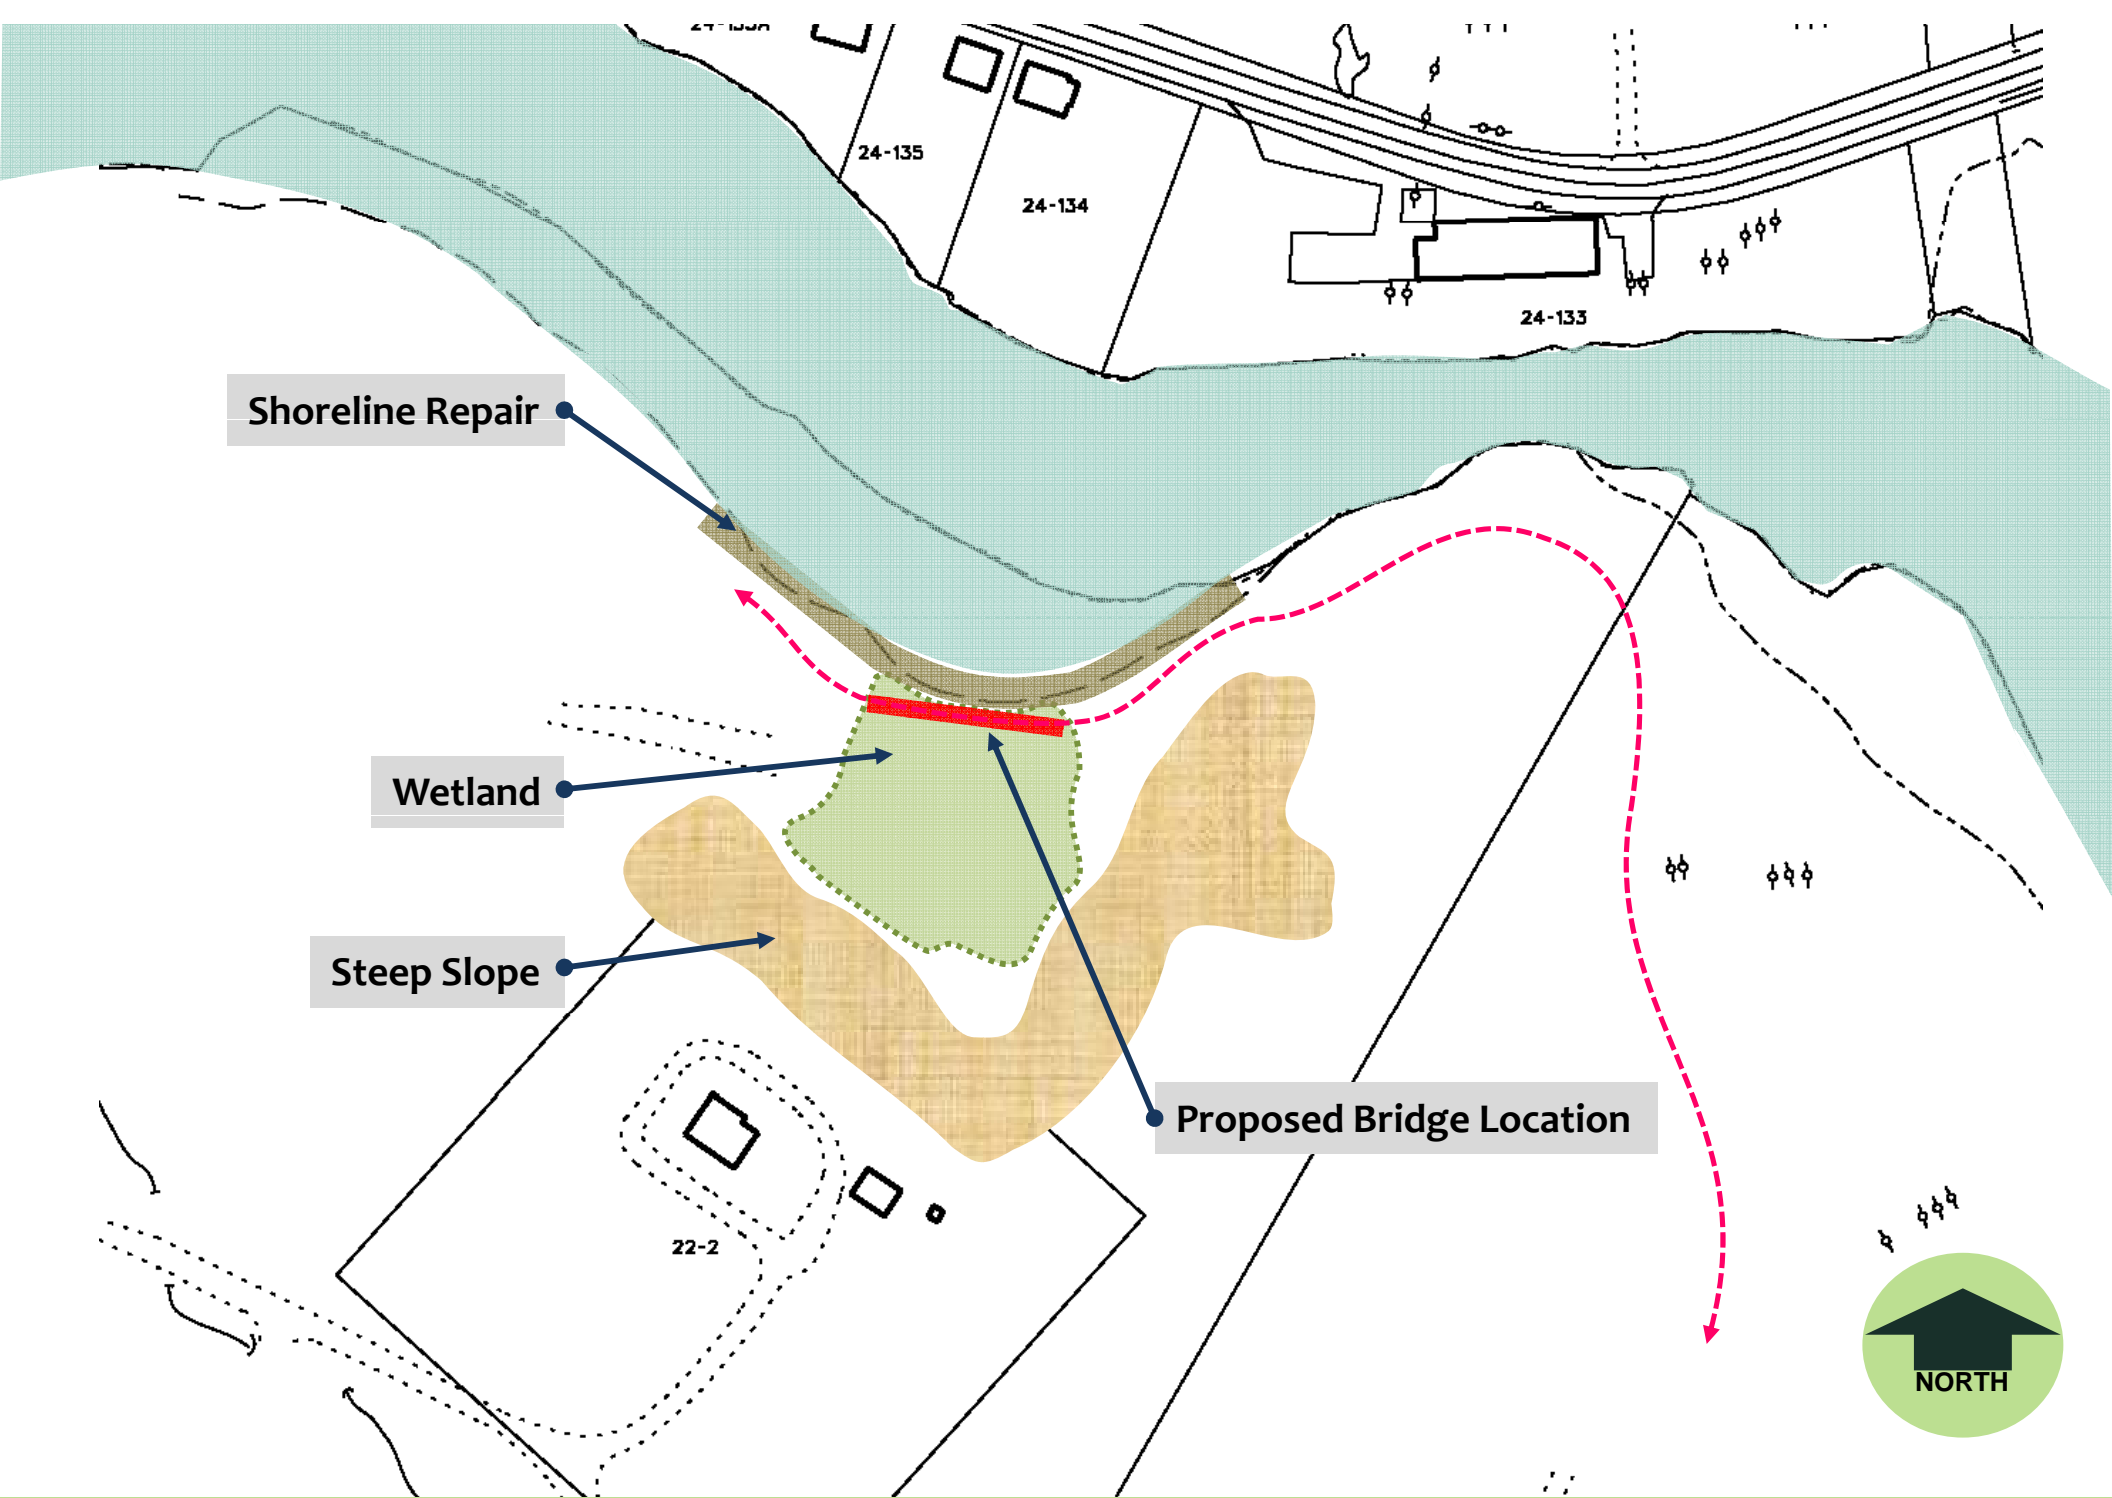 24-135
24-134
24-133
Shoreline Repair
Wetland
Steep Slope
Proposed Bridge Location
22-2
NORTH